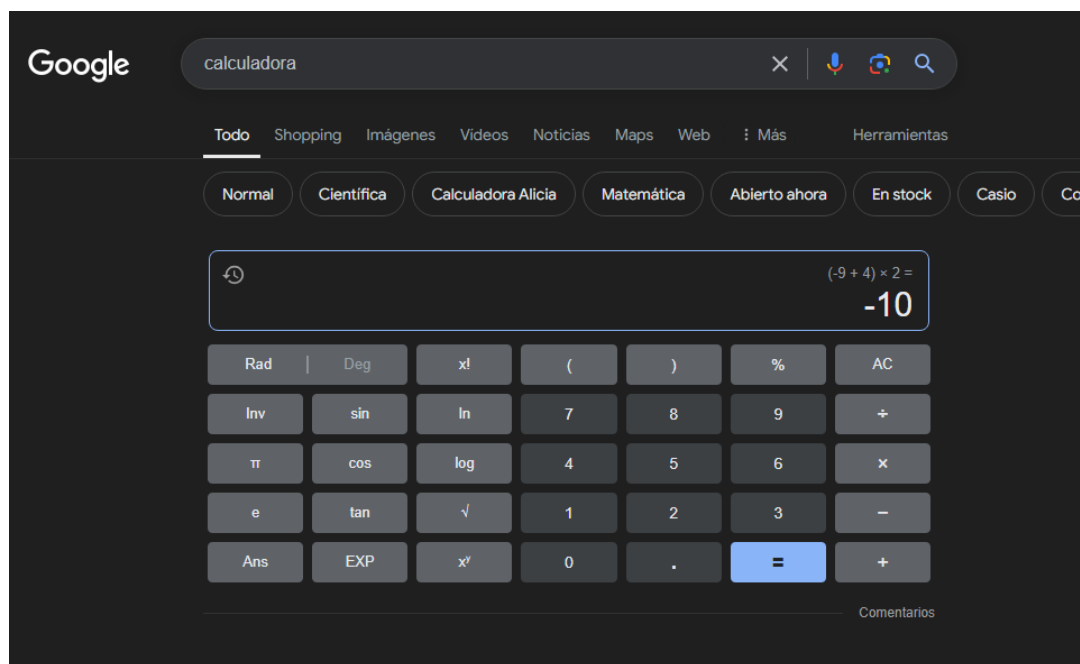 Google calculadora
Todo Shopping Imágenes Videos Noticias Maps Web Más Herramientas
Normal Científica Calculadora Alicia Matemática Abierto ahora En stock Casio Co
(-9 + 4) × 2 =
-10
Rad | Deg x! ( ) % AC
Inv sin ln 7 8 9 ÷
π cos log 4 5 6 ×
e tan √ 1 2 3 −
Ans EXP xʸ 0 . = +
Comentarios